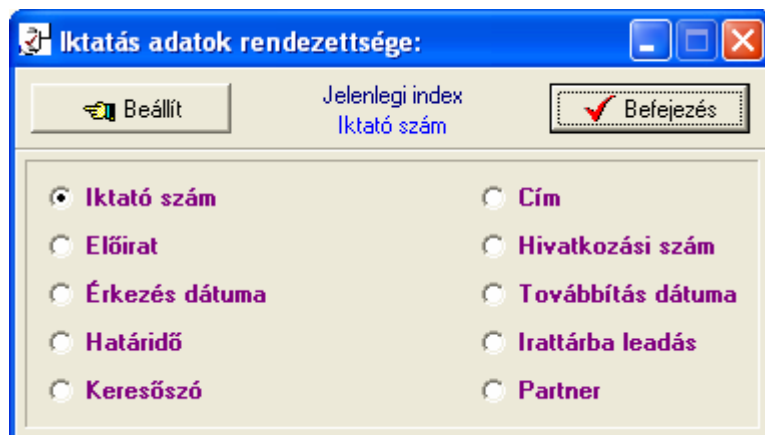 Iktatás adatok rendezettsége:
Beállít
Jelenlegi index
Iktató szám
Befejezés
Iktató szám
Cím
Előirat
Hivatkozási szám
Érkezés dátuma
Továbbítás dátuma
Határidő
Irattárba leadás
Keresőszó
Partner